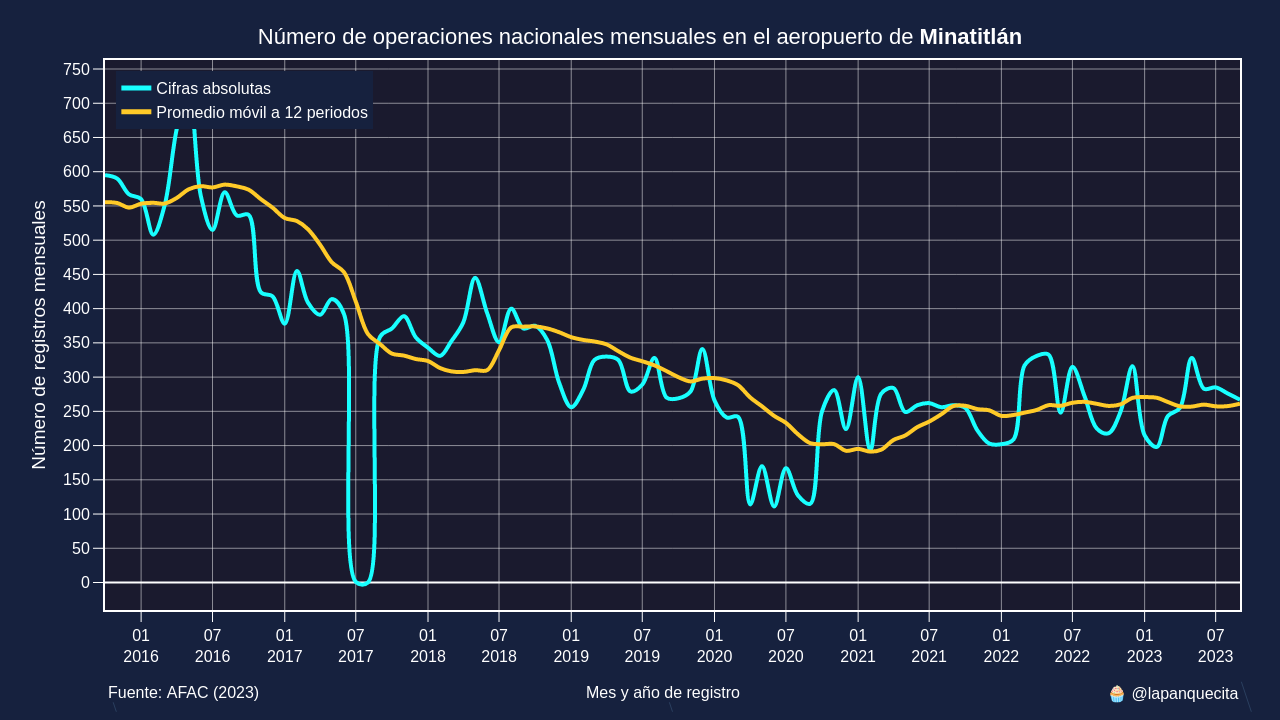 Número de operaciones nacionales mensuales en el aeropuerto de Minatitlán
Cifras absolutas
Promedio móvil a 12 periodos
Número de registros mensuales
750
700
650
600
550
500
450
400
350
300
250
200
150
100
50
0
01 07 01 07 01 07 01 07 01 07 01 07 01 07 01 07
2016 2016 2017 2017 2018 2018 2019 2019 2020 2020 2021 2021 2022 2022 2023 2023
Fuente: AFAC (2023)
Mes y año de registro
🧁 @lapanquecita